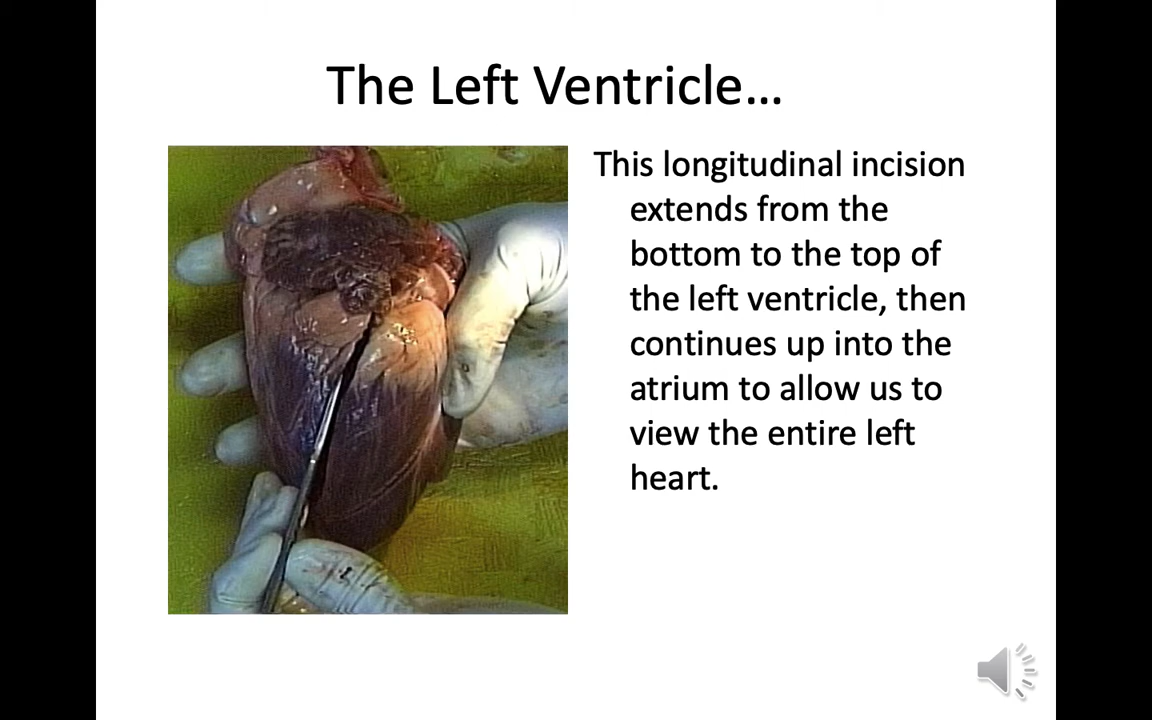 The Left Ventricle…
This longitudinal incision
extends from the
bottom to the top of
the left ventricle, then
continues up into the
atrium to allow us to
view the entire left
heart.